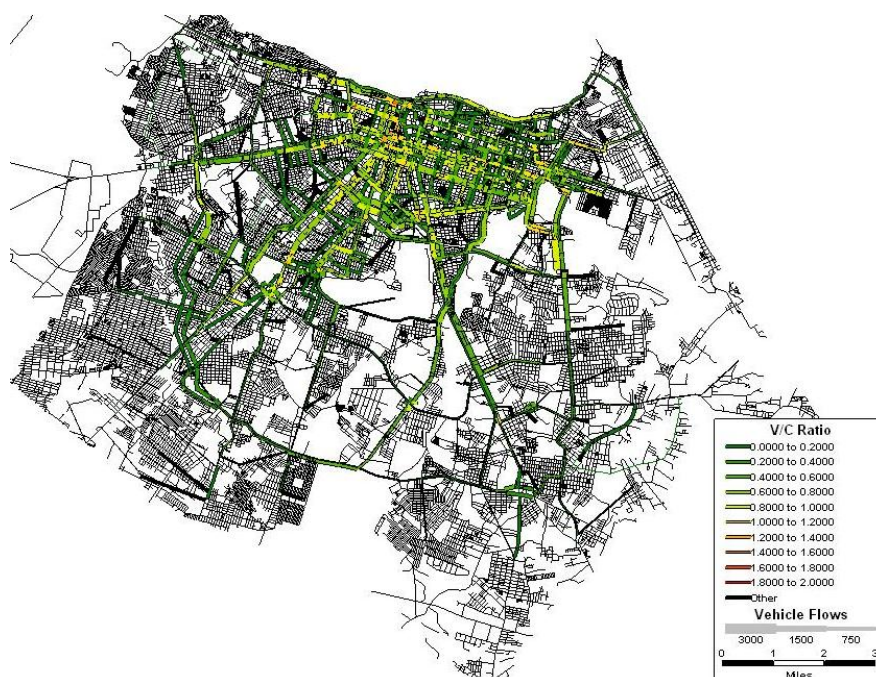 V/C Ratio
0.0000 to 0.2000
0.2000 to 0.4000
0.4000 to 0.6000
0.6000 to 0.8000
0.8000 to 1.0000
1.0000 to 1.2000
1.2000 to 1.4000
1.4000 to 1.6000
1.6000 to 1.8000
1.8000 to 2.0000
Other
Vehicle Flows
3000 1500 750
0 1 2 3
Miles